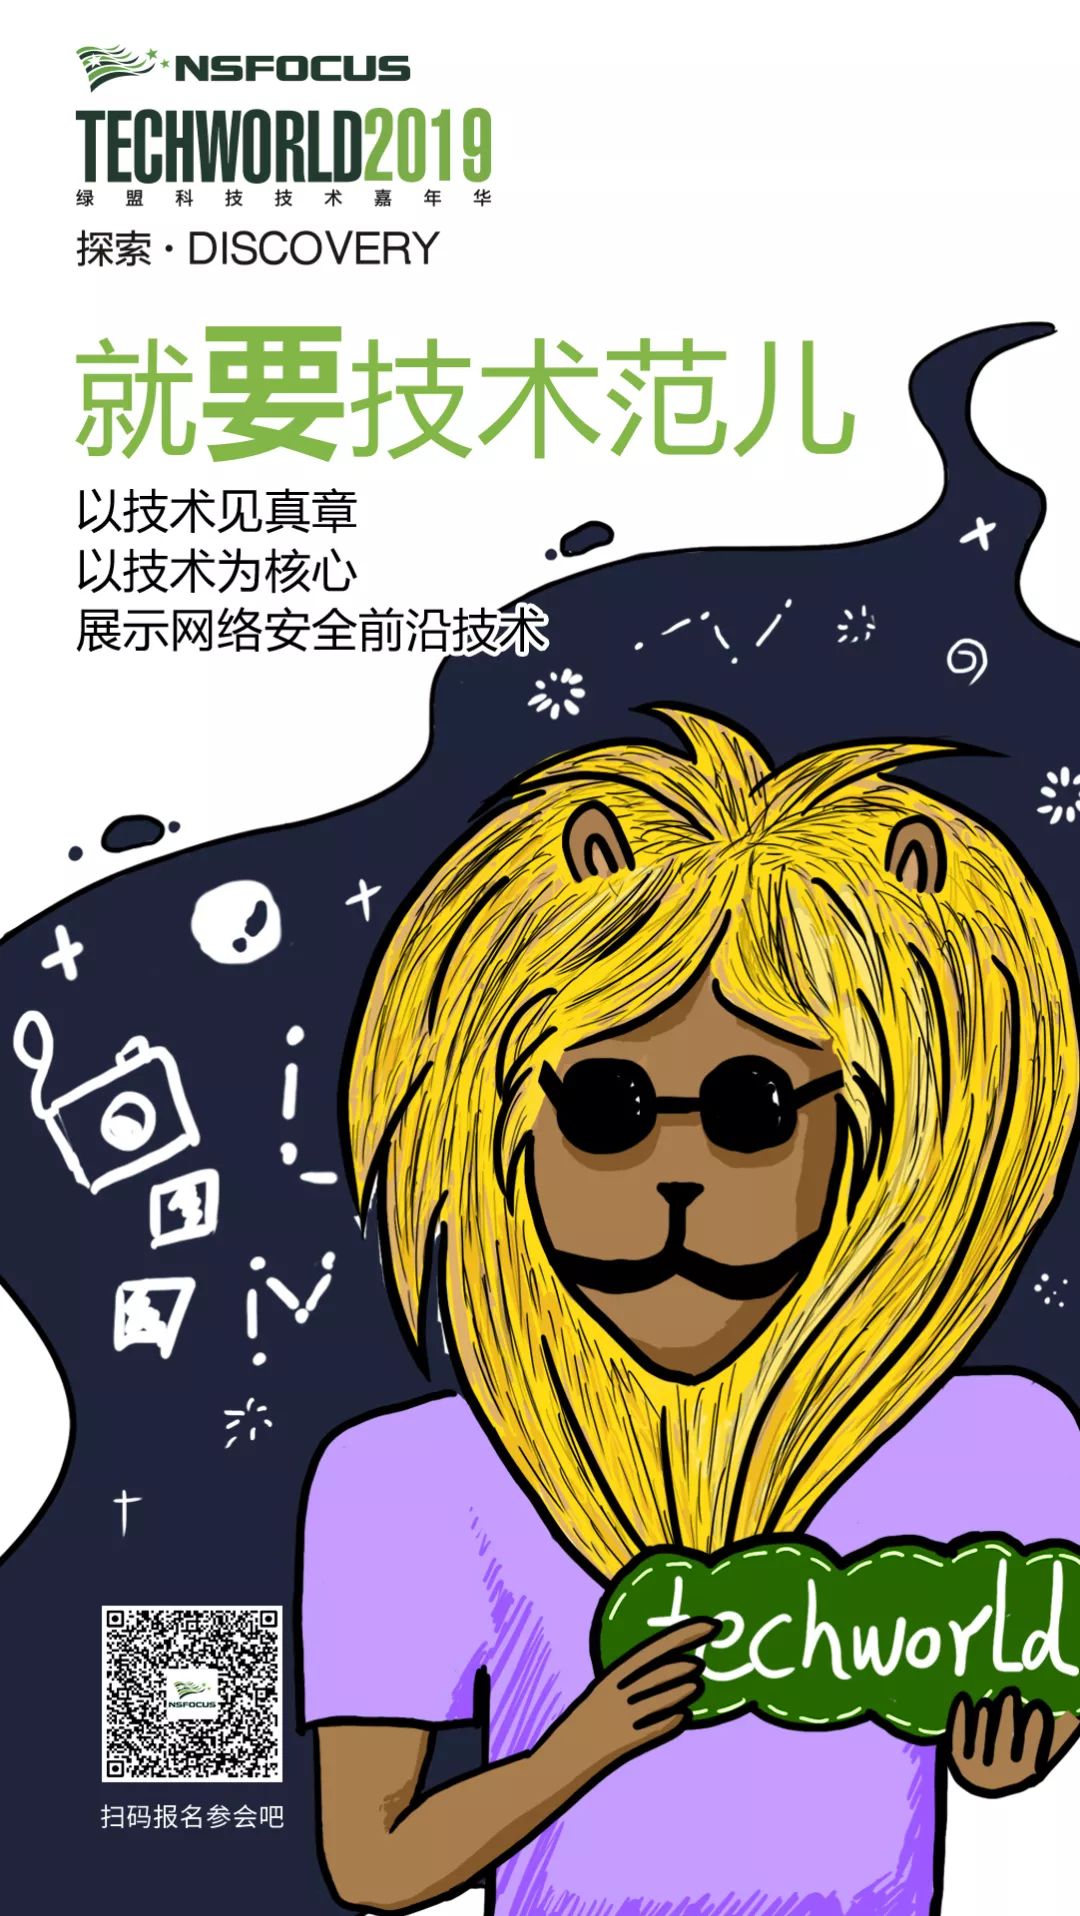 NSFOCUS
TECHWORLD2019
绿盟科技技术嘉年华
探索·DISCOVERY
就要技术范儿
以技术见真章
以技术为核心
展示网络安全前沿技术
techworld
NSFOCUS
扫码报名参会吧